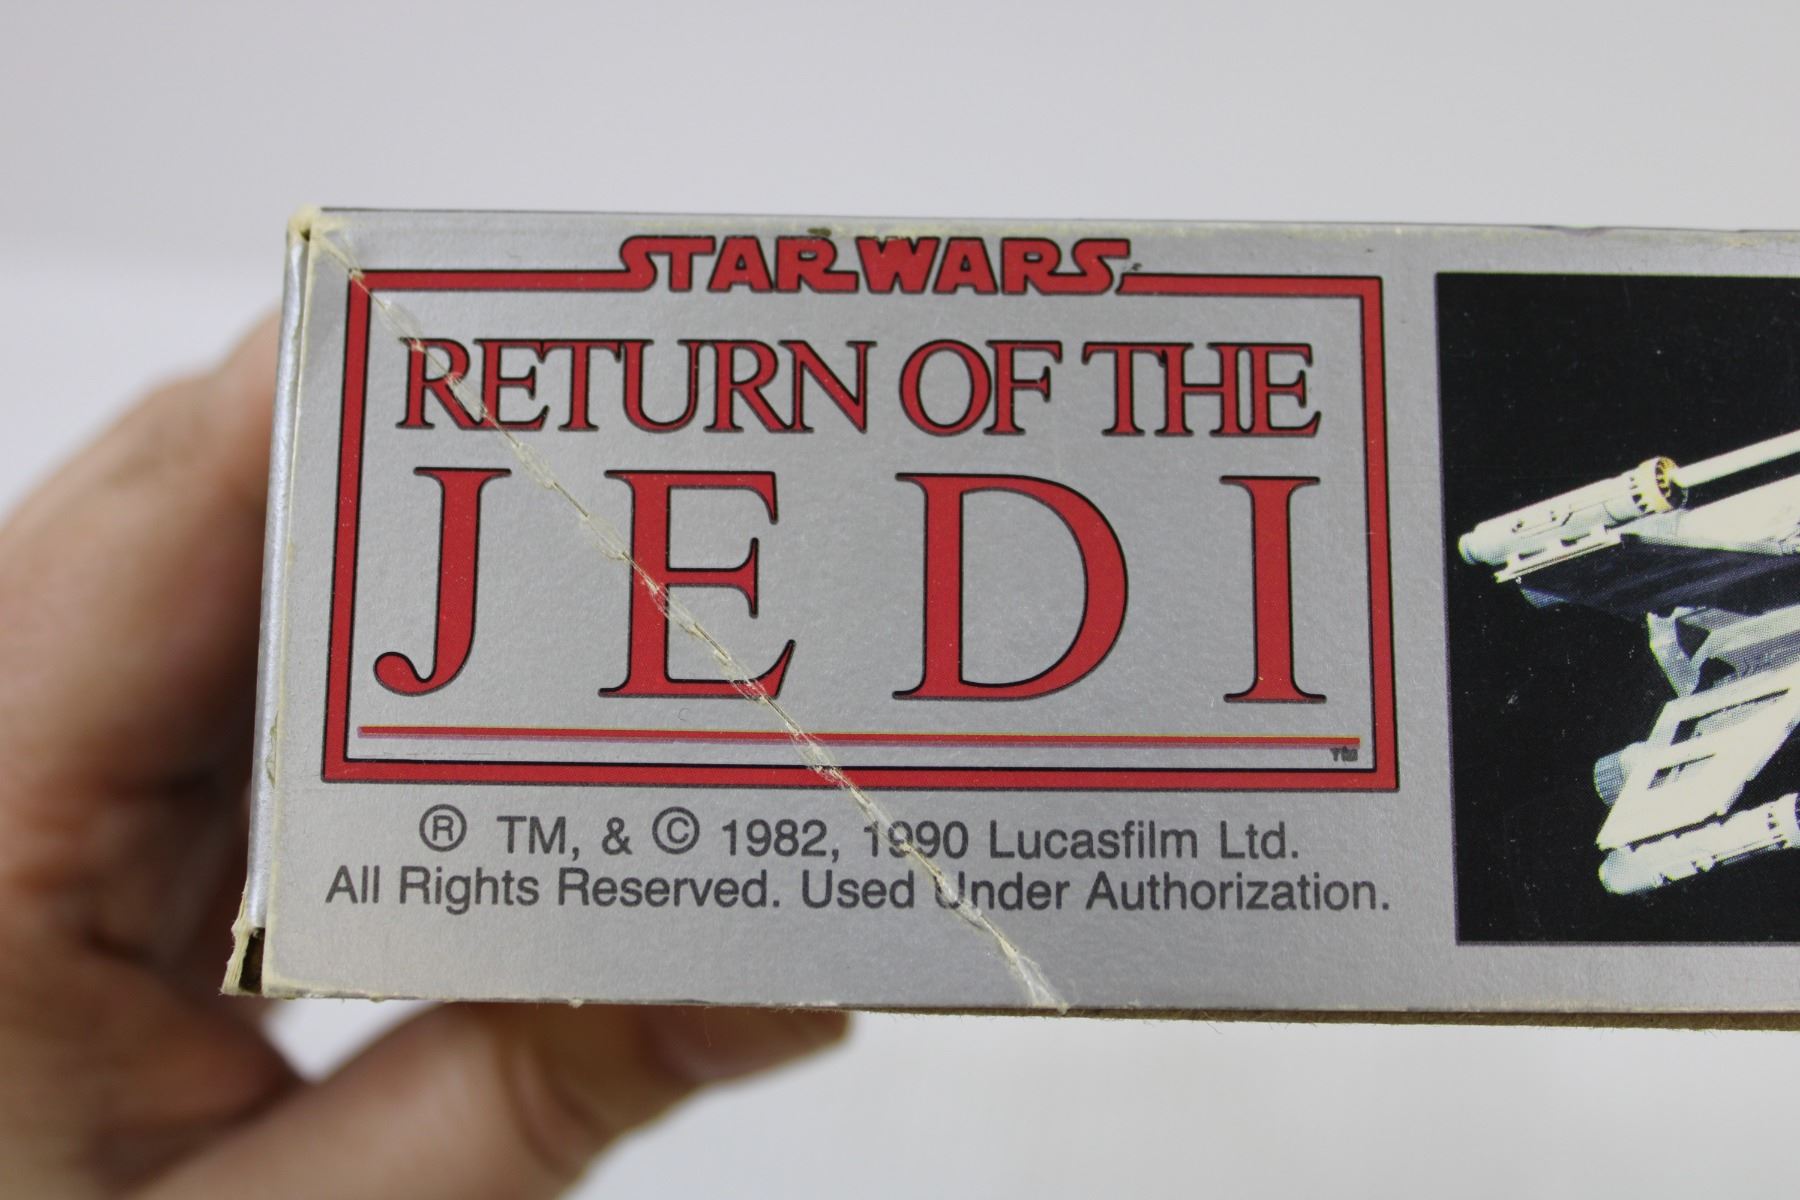 STAR WARS
RETURN OF THE
JEDI
TM
® TM, & © 1982, 1990 Lucasfilm Ltd.
All Rights Reserved. Used Under Authorization.